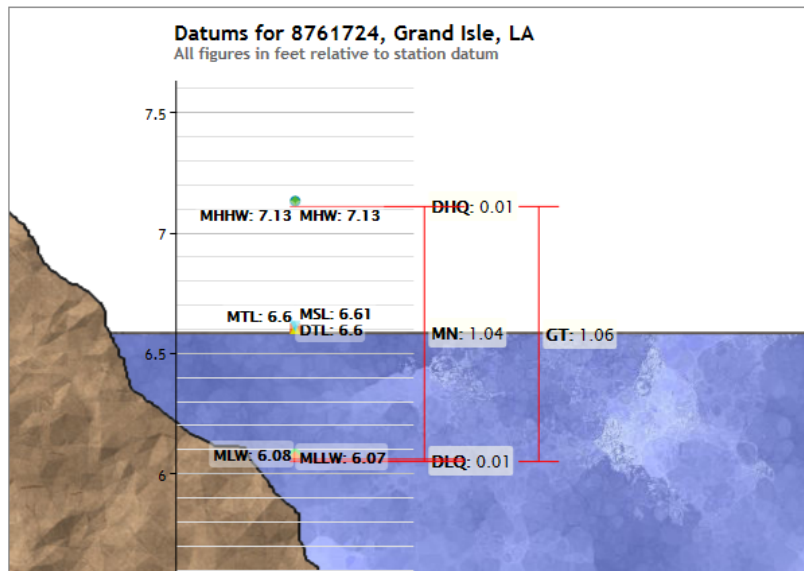 Datums for 8761724, Grand Isle, LA
All figures in feet relative to station datum
7.5
MHHW: 7.13 MHW: 7.13 DHQ: 0.01
7
MTL: 6.6 MSL: 6.61
DTL: 6.6 MN: 1.04 GT: 1.06
6.5
MLW: 6.08 MLLW: 6.07 DLQ: 0.01
6